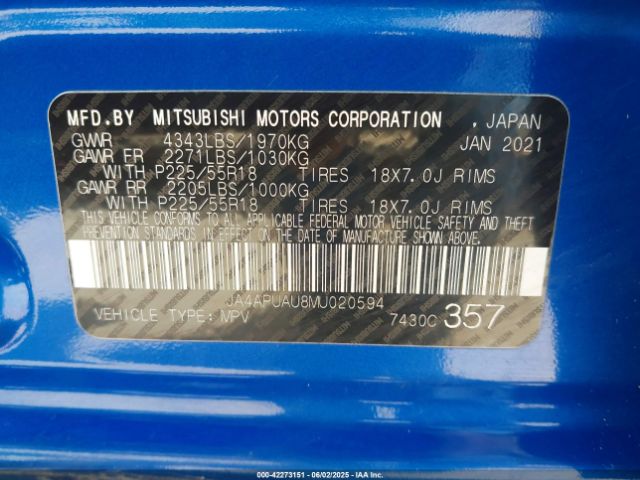 MFD.BY MITSUBISHI MOTORS CORPORATION . JAPAN
GVWR 4343LBS/1970KG JAN 2021
GAWR FR 2271LBS/1030KG
WITH P225/55R18 TIRES 18X7.0J RIMS
GAWR RR 2205LBS/1000KG
WITH P225/55R18 TIRES 18X7.0J RIMS
THIS VEHICLE CONFORMS TO ALL APPLICABLE FEDERAL MOTOR VEHICLE SAFETY AND THEFT
PREVENTION STANDARDS IN EFFECT ON THE DATE OF MANUFACTURE SHOWN ABOVE.
JA4APUAU8MU020594
VEHICLE TYPE: MPV 7430C 357
000-42273151 - 06/02/2025 - IAA Inc.